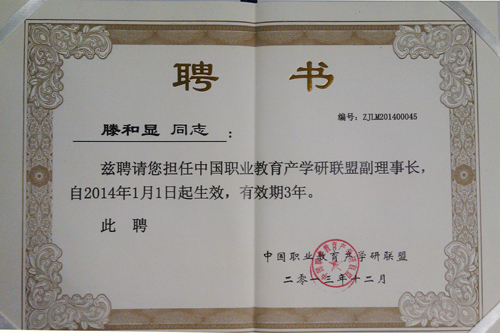 聘 书
编号：ZJLM201400045
滕和显 同志 ：
兹聘请您担任中国职业教育产学研联盟副理事长，
自2014年1月1日起生效，有效期3年。
此 聘
中国职业教育产学研联盟
二零一三年十二月